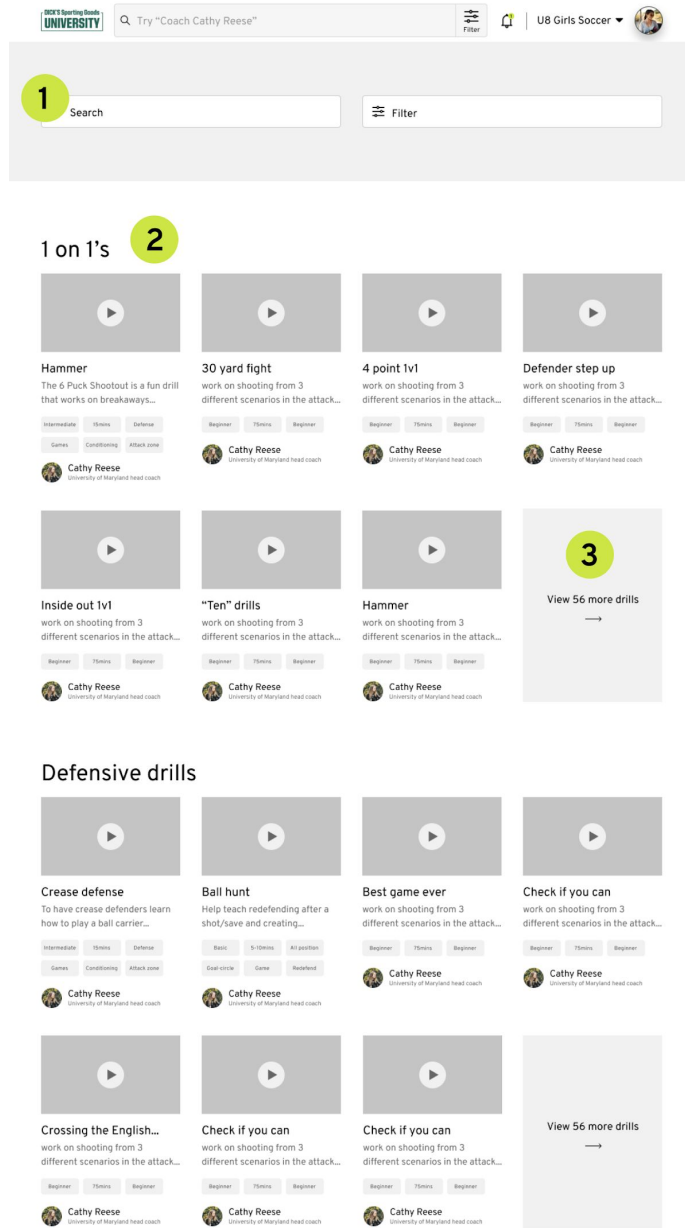 DICK'S Sporting Goods
UNIVERSITY
Try “Coach Cathy Reese”
Filter
U8 Girls Soccer
1
Search
Filter
1 on 1’s
2
Hammer
The 6 Puck Shootout is a fun drill
that works on breakaways...
Intermediate 15mins Defense
Games Conditioning Attack zone
Cathy Reese
University of Maryland head coach
30 yard fight
work on shooting from 3
different scenarios in the attack...
Beginner 75mins Beginner
Cathy Reese
University of Maryland head coach
4 point 1v1
work on shooting from 3
different scenarios in the attack...
Beginner 75mins Beginner
Cathy Reese
University of Maryland head coach
Defender step up
work on shooting from 3
different scenarios in the attack...
Beginner 75mins Beginner
Cathy Reese
University of Maryland head coach
Inside out 1v1
work on shooting from 3
different scenarios in the attack...
Beginner 75mins Beginner
Cathy Reese
University of Maryland head coach
“Ten” drills
work on shooting from 3
different scenarios in the attack...
Beginner 75mins Beginner
Cathy Reese
University of Maryland head coach
Hammer
work on shooting from 3
different scenarios in the attack...
Beginner 75mins Beginner
Cathy Reese
University of Maryland head coach
3
View 56 more drills
Defensive drills
Crease defense
To have crease defenders learn
how to play a ball carrier...
Intermediate 15mins Defense
Games Conditioning Attack zone
Cathy Reese
University of Maryland head coach
Ball hunt
Help teach redefending after a
shot/save and creating...
Basic 5-10mins All position
Goal-circle Game Redefend
Cathy Reese
University of Maryland head coach
Best game ever
work on shooting from 3
different scenarios in the attack...
Beginner 75mins Beginner
Cathy Reese
University of Maryland head coach
Check if you can
work on shooting from 3
different scenarios in the attack...
Beginner 75mins Beginner
Cathy Reese
University of Maryland head coach
Crossing the English...
work on shooting from 3
different scenarios in the attack...
Beginner 75mins Beginner
Cathy Reese
University of Maryland head coach
Check if you can
work on shooting from 3
different scenarios in the attack...
Beginner 75mins Beginner
Cathy Reese
University of Maryland head coach
Check if you can
work on shooting from 3
different scenarios in the attack...
Beginner 75mins Beginner
Cathy Reese
University of Maryland head coach
View 56 more drills